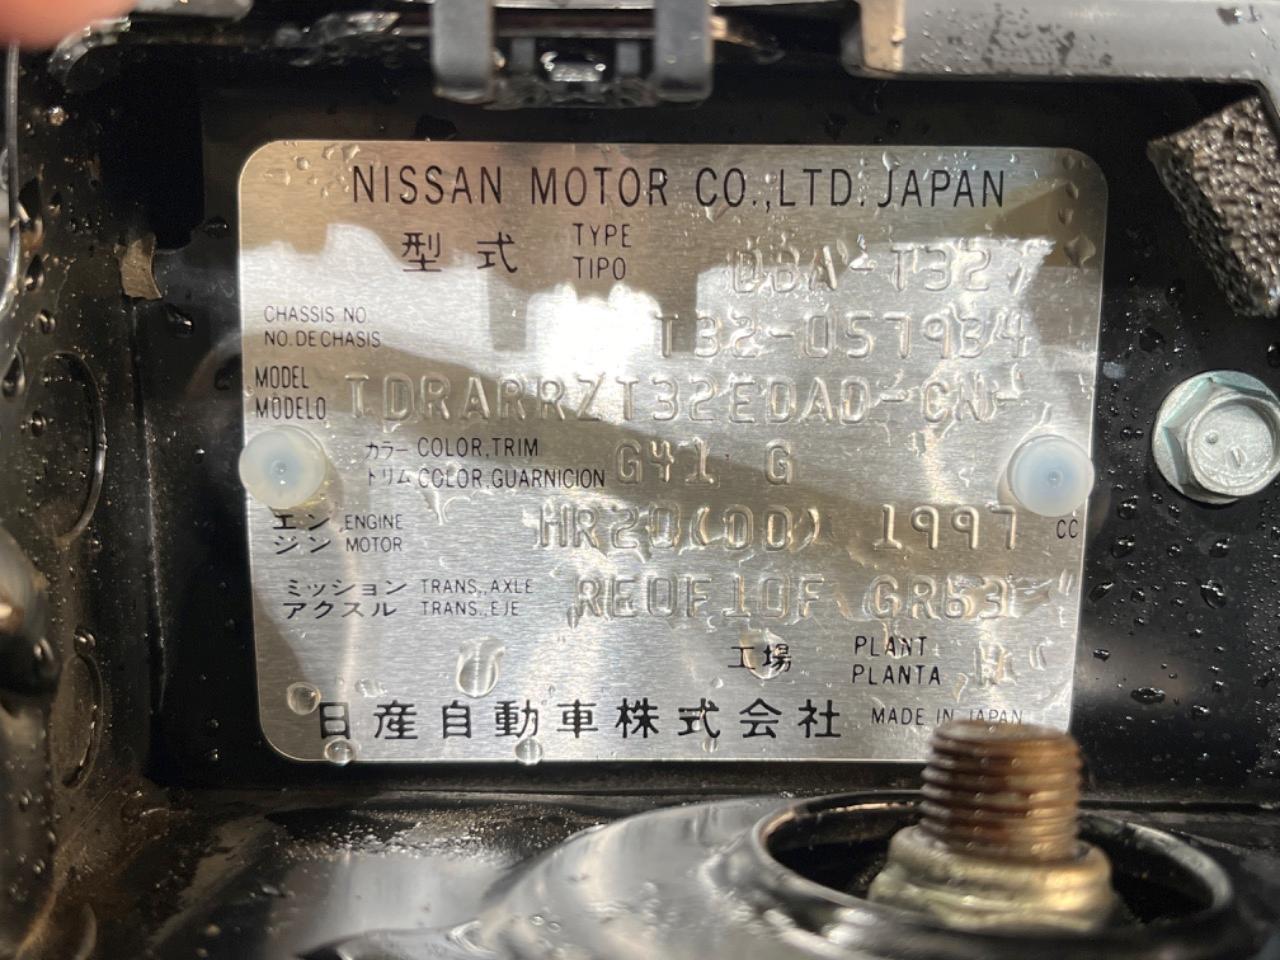 NISSAN MOTOR CO.,LTD. JAPAN
型式 TYPE TIPO DBA-T32
CHASSIS NO. NO. DE CHASIS T32-057934
MODEL MODELO TDRARRZT32EDA0-CN-
カラー COLOR,TRIM
トリム COLOR,GUARNICION G41 G
エンジン ENGINE MOTOR HR20(00) 1997 CC
ミッション TRANS.,AXLE
アクスル TRANS.,EJE RE0F10F GR63
工場 PLANT PLANTA
日産自動車株式会社 MADE IN JAPAN